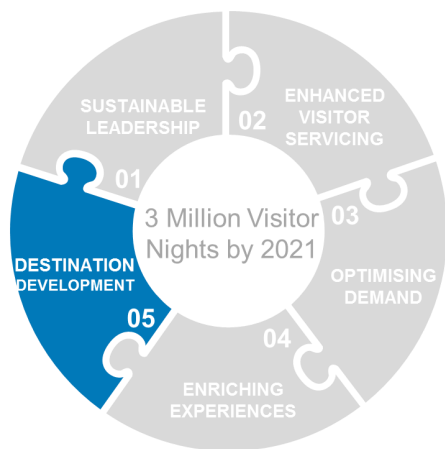 SUSTAINABLE
LEADERSHIP
01
02
ENHANCED
VISITOR
SERVICING
03
OPTIMISING
DEMAND
04
ENRICHING
EXPERIENCES
DESTINATION
DEVELOPMENT
05
3 Million Visitor
Nights by 2021